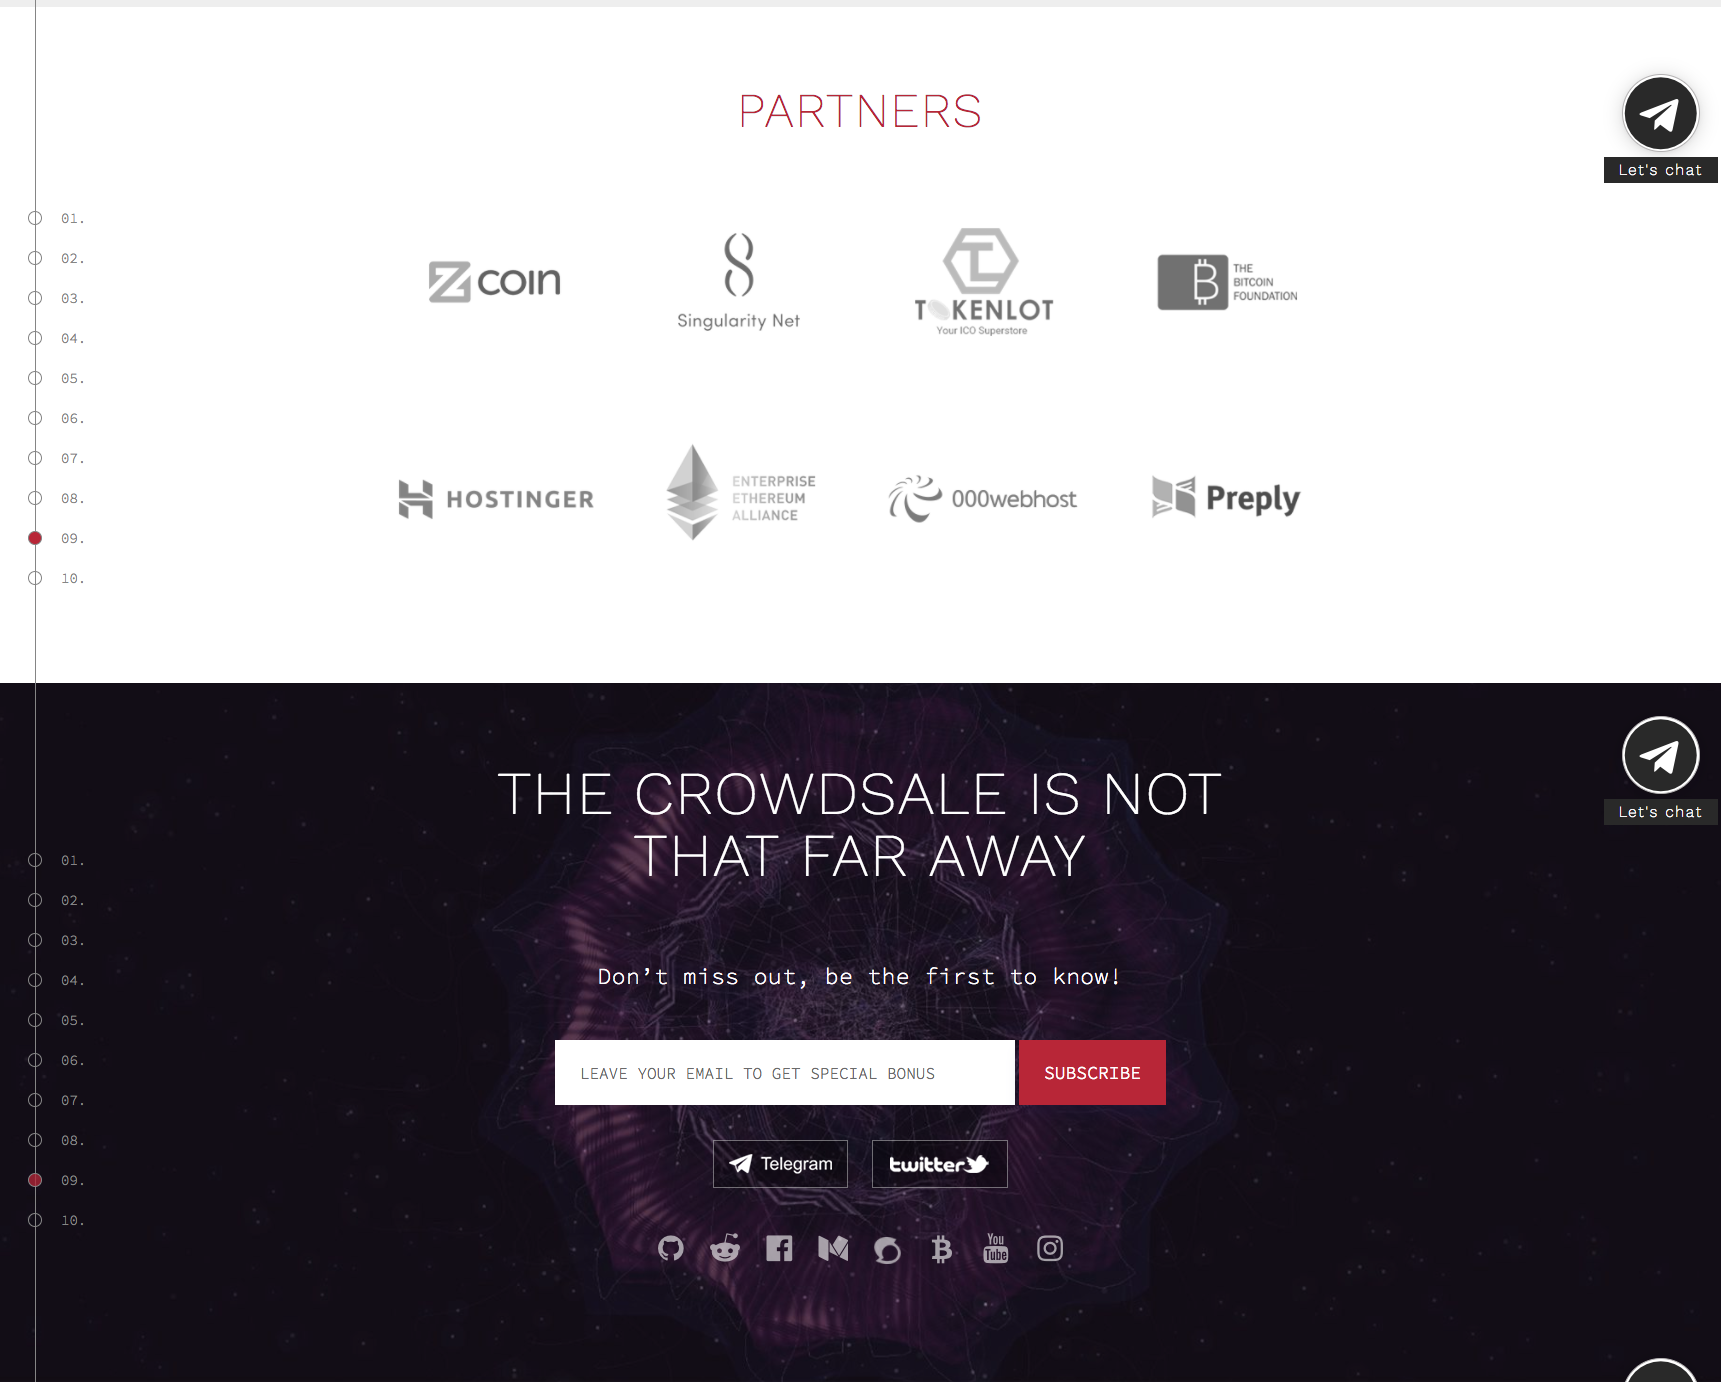 PARTNERS
Let's chat
01.
02.
03.
04.
05.
06.
07.
08.
09.
10.
Zcoin
Singularity Net
TOKENLOT
Your ICO Superstore
THE
BITCOIN
FOUNDATION
HOSTINGER
ENTERPRISE
ETHEREUM
ALLIANCE
000webhost
Preply
THE CROWDSALE IS NOT
THAT FAR AWAY
Let's chat
01.
02.
03.
04.
05.
06.
07.
08.
09.
10.
Don’t miss out, be the first to know!
LEAVE YOUR EMAIL TO GET SPECIAL BONUS
SUBSCRIBE
Telegram
twitter
You
Tube